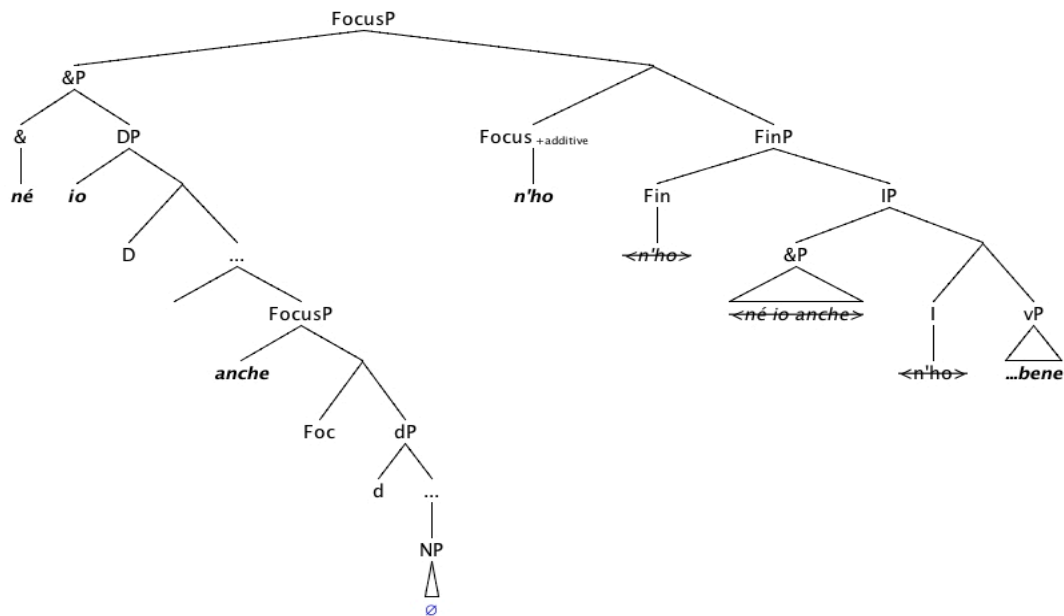 FocusP
&P
& DP Focus +additive FinP
né io n'ho Fin IP
D ... <n'ho> &P
FocusP <né io anche> I vP
anche <n'ho> ...bene
Foc dP
d ...
NP
∅